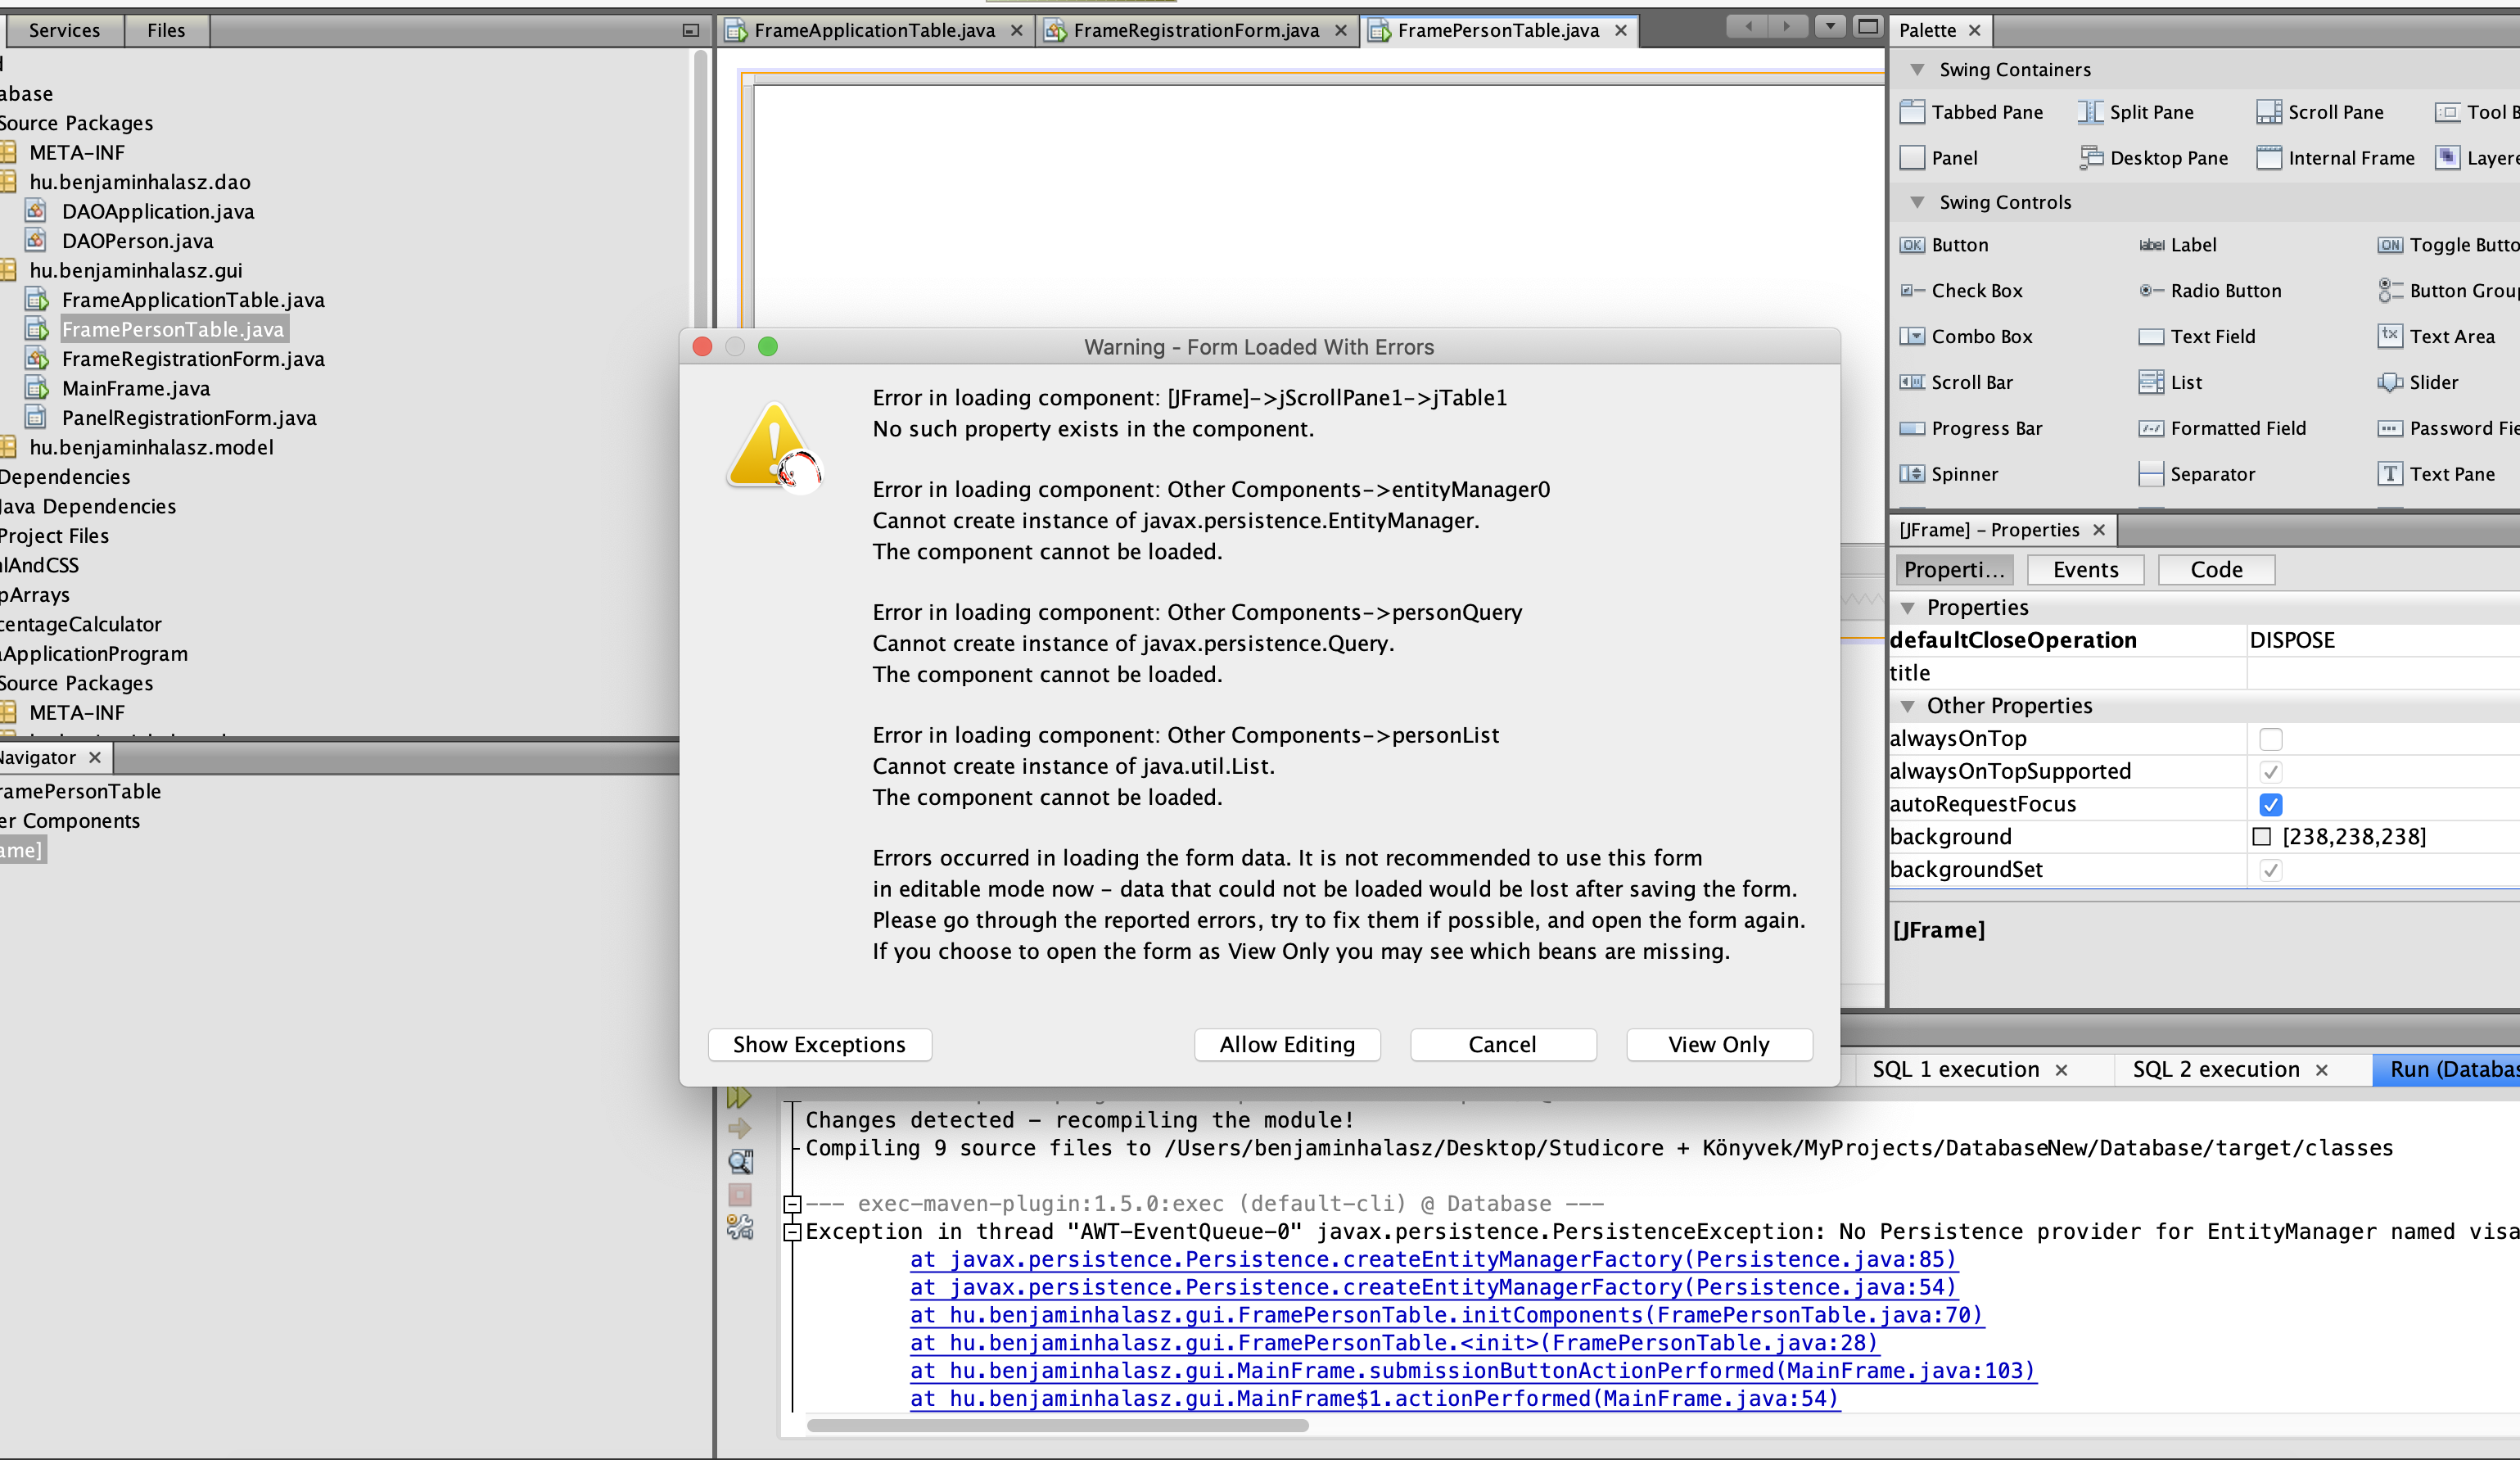 Services
Files
FrameApplicationTable.java
FrameRegistrationForm.java
FramePersonTable.java
Palette
abase
Source Packages
META-INF
hu.benjaminhalasz.dao
DAOApplication.java
DAOPerson.java
hu.benjaminhalasz.gui
FrameApplicationTable.java
FramePersonTable.java
FrameRegistrationForm.java
MainFrame.java
PanelRegistrationForm.java
hu.benjaminhalasz.model
Dependencies
Java Dependencies
Project Files
lAndCSS
pArrays
centageCalculator
aApplicationProgram
Source Packages
META-INF
Navigator
ramePersonTable
er Components
ame]
Swing Containers
Tabbed Pane
Split Pane
Scroll Pane
Tool B
Panel
Desktop Pane
Internal Frame
Layere
Swing Controls
OK Button
label Label
ON Toggle Butto
Check Box
Radio Button
Button Group
Combo Box
Text Field
tx Text Area
Scroll Bar
List
Slider
Progress Bar
Formatted Field
Password Fie
Spinner
Separator
T Text Pane
[JFrame] - Properties
Properti...
Events
Code
Properties
defaultCloseOperation
DISPOSE
title
Other Properties
alwaysOnTop
alwaysOnTopSupported
autoRequestFocus
background
[238,238,238]
backgroundSet
[JFrame]
Warning - Form Loaded With Errors
Error in loading component: [JFrame]->jScrollPane1->jTable1
No such property exists in the component.
Error in loading component: Other Components->entityManager0
Cannot create instance of javax.persistence.EntityManager.
The component cannot be loaded.
Error in loading component: Other Components->personQuery
Cannot create instance of javax.persistence.Query.
The component cannot be loaded.
Error in loading component: Other Components->personList
Cannot create instance of java.util.List.
The component cannot be loaded.
Errors occurred in loading the form data. It is not recommended to use this form
in editable mode now – data that could not be loaded would be lost after saving the form.
Please go through the reported errors, try to fix them if possible, and open the form again.
If you choose to open the form as View Only you may see which beans are missing.
Show Exceptions
Allow Editing
Cancel
View Only
SQL 1 execution
SQL 2 execution
Run (Databas
Changes detected - recompiling the module!
Compiling 9 source files to /Users/benjaminhalasz/Desktop/Studicore + Könyvek/MyProjects/DatabaseNew/Database/target/classes
--- exec-maven-plugin:1.5.0:exec (default-cli) @ Database ---
Exception in thread "AWT-EventQueue-0" javax.persistence.PersistenceException: No Persistence provider for EntityManager named visa
at javax.persistence.Persistence.createEntityManagerFactory(Persistence.java:85)
at javax.persistence.Persistence.createEntityManagerFactory(Persistence.java:54)
at hu.benjaminhalasz.gui.FramePersonTable.initComponents(FramePersonTable.java:70)
at hu.benjaminhalasz.gui.FramePersonTable.<init>(FramePersonTable.java:28)
at hu.benjaminhalasz.gui.MainFrame.submissionButtonActionPerformed(MainFrame.java:103)
at hu.benjaminhalasz.gui.MainFrame$1.actionPerformed(MainFrame.java:54)